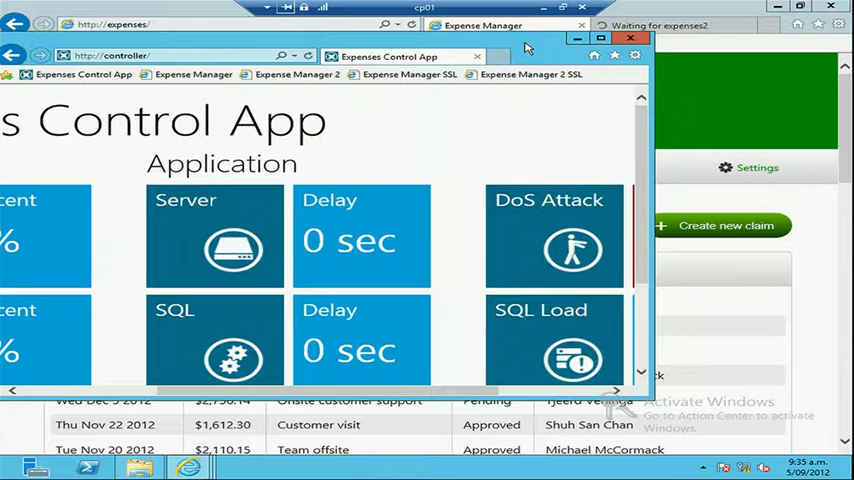 cp01
http://expenses/
Expense Manager
Waiting for expenses2
http://controller/
Expenses Control App
Expenses Control App
Expense Manager
Expense Manager 2
Expense Manager SSL
Expense Manager 2 SSL
s Control App
Application
cent
%
Server
Delay
0 sec
DoS Attack
cent
%
SQL
Delay
0 sec
SQL Load
Settings
+ Create new claim
ck
Wed Dec 5 2012 $2,756.14 Onsite customer support Pending
Thu Nov 22 2012 $1,612.30 Customer visit Approved Shuh San Chan
Tue Nov 20 2012 $2,110.15 Team offsite Approved Michael McCormack
Activate Windows
Go to Action Center to activate
Windows.
9:35 a.m.
5/09/2012